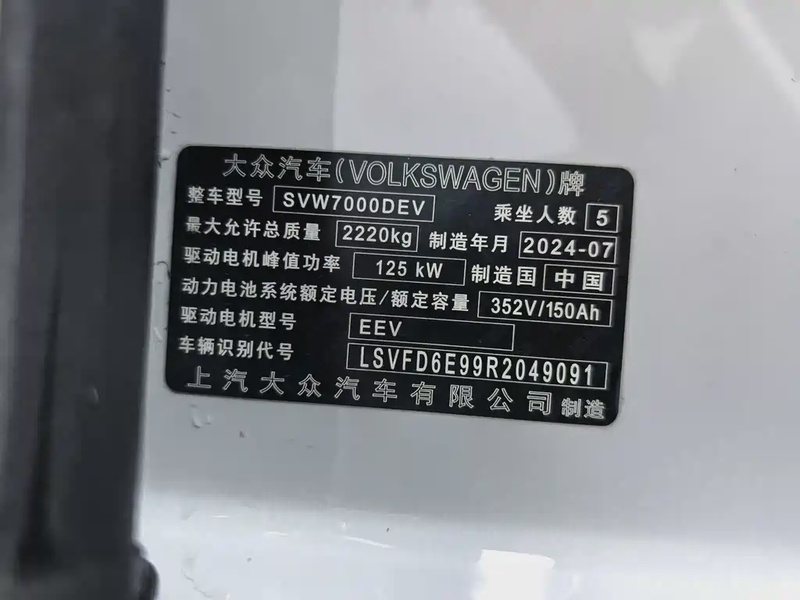 大众汽车(VOLKSWAGEN)牌
整车型号 SVW7000DEV 乘坐人数 5
最大允许总质量 2220kg 制造年月 2024-07
驱动电机峰值功率 125 kW 制造国 中国
动力电池系统额定电压/额定容量 352V/150Ah
驱动电机型号 EEV
车辆识别代号 LSVFD6E99R2049091
上汽大众汽车有限公司 制造